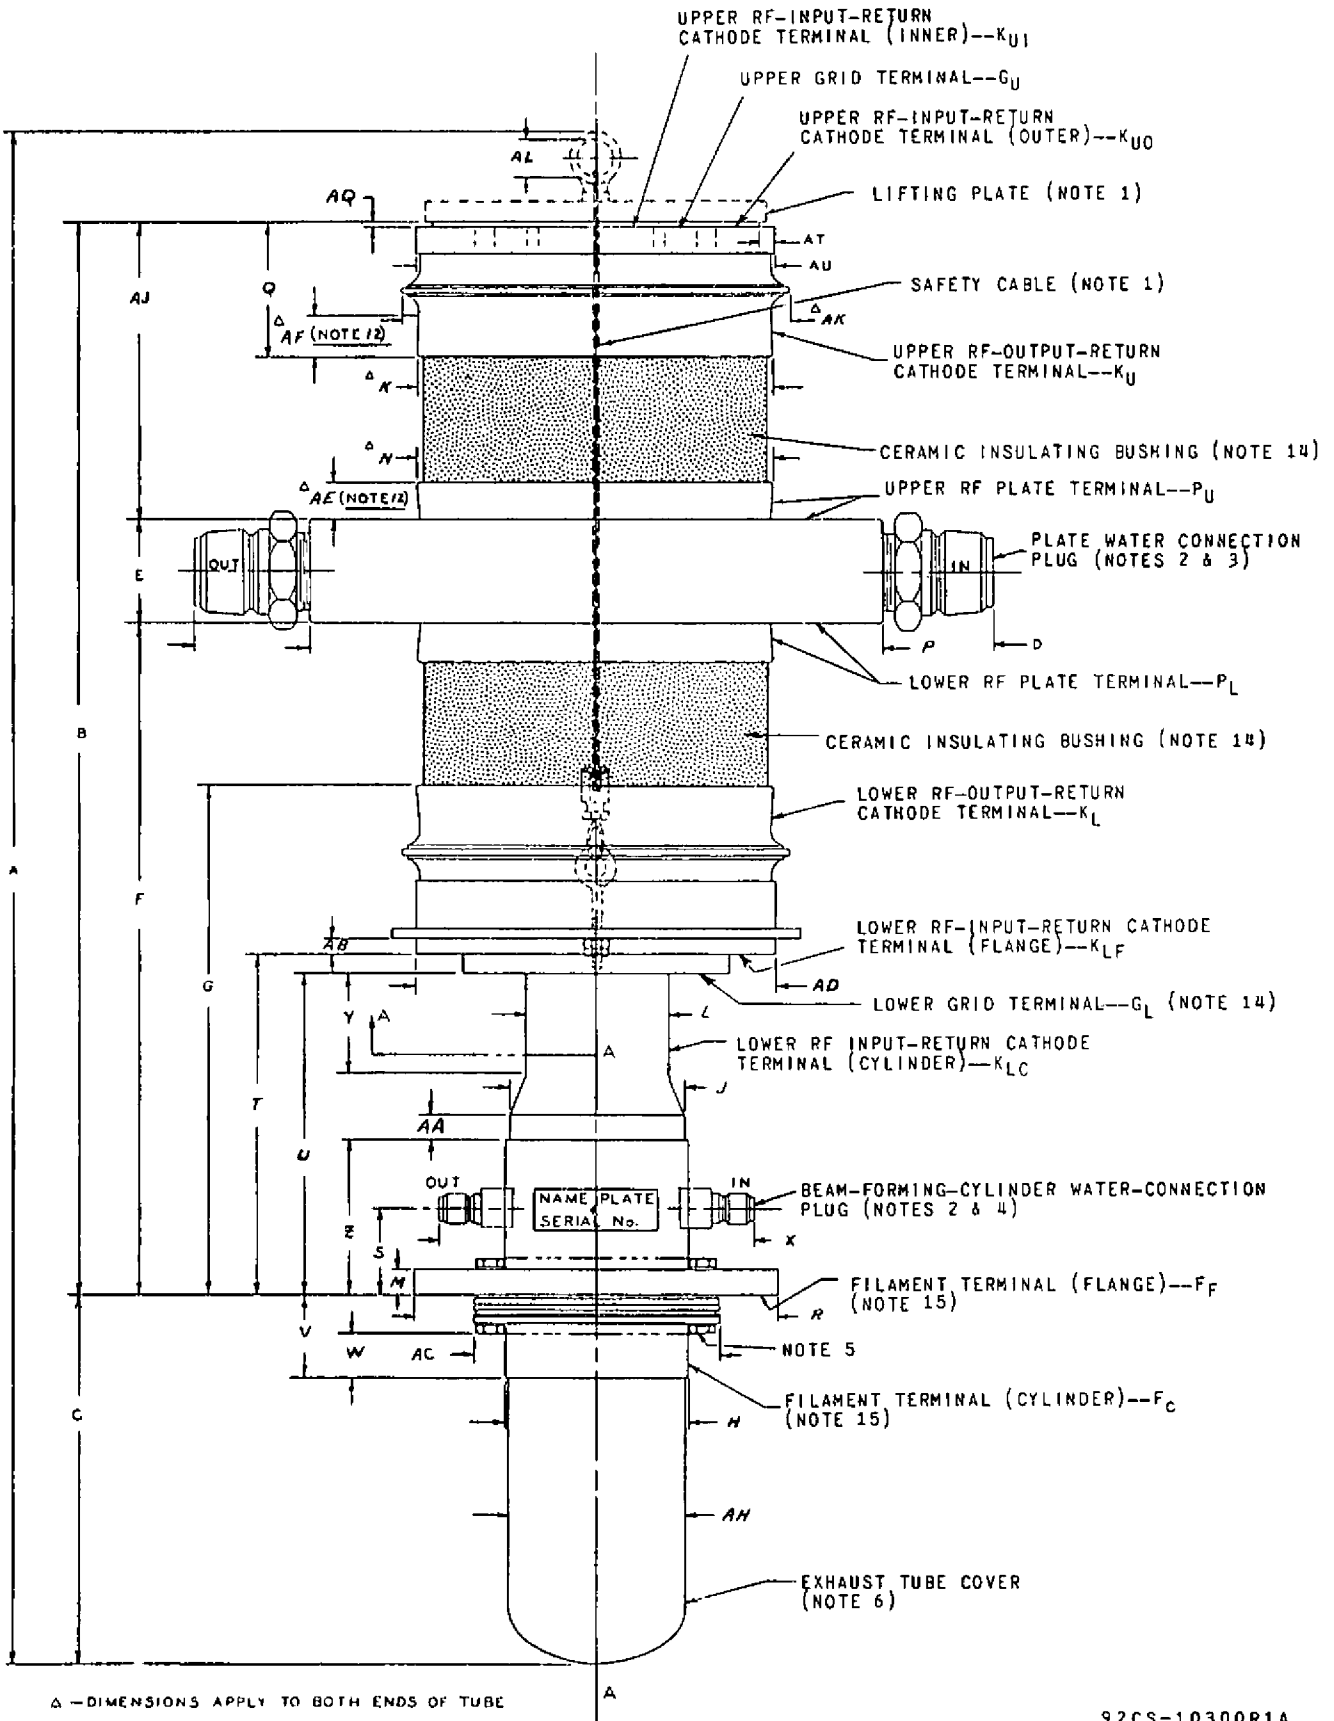 UPPER RF-INPUT-RETURN
CATHODE TERMINAL (INNER)--KUI
UPPER GRID TERMINAL--GU
UPPER RF-INPUT-RETURN
CATHODE TERMINAL (OUTER)--KUO
AL
AQ
LIFTING PLATE (NOTE 1)
AT
AU
AJ
Q
SAFETY CABLE (NOTE 1)
Δ AF (NOTE 12)
Δ AK
UPPER RF-OUTPUT-RETURN
CATHODE TERMINAL--KU
Δ K
Δ N
CERAMIC INSULATING BUSHING (NOTE 14)
Δ AE (NOTE 12)
UPPER RF PLATE TERMINAL--PU
PLATE WATER CONNECTION
PLUG (NOTES 2 & 3)
OUT
IN
E
P
D
LOWER RF PLATE TERMINAL--PL
B
CERAMIC INSULATING BUSHING (NOTE 14)
LOWER RF-OUTPUT-RETURN
CATHODE TERMINAL--KL
A
F
LOWER RF-INPUT-RETURN CATHODE
TERMINAL (FLANGE)--KLF
AB
G
AD
LOWER GRID TERMINAL--GL (NOTE 14)
Y
A
L
A
LOWER RF INPUT-RETURN CATHODE
TERMINAL (CYLINDER)--KLC
J
T
AA
U
OUT
IN
NAME PLATE
SERIAL No.
BEAM-FORMING-CYLINDER WATER-CONNECTION
PLUG (NOTES 2 & 4)
Z
S
X
M
FILAMENT TERMINAL (FLANGE)--FF
(NOTE 15)
R
V
W
AC
NOTE 5
C
FILAMENT TERMINAL (CYLINDER)--FC
(NOTE 15)
H
AH
EXHAUST TUBE COVER
(NOTE 6)
Δ -DIMENSIONS APPLY TO BOTH ENDS OF TUBE
A
92CS-10300R1A